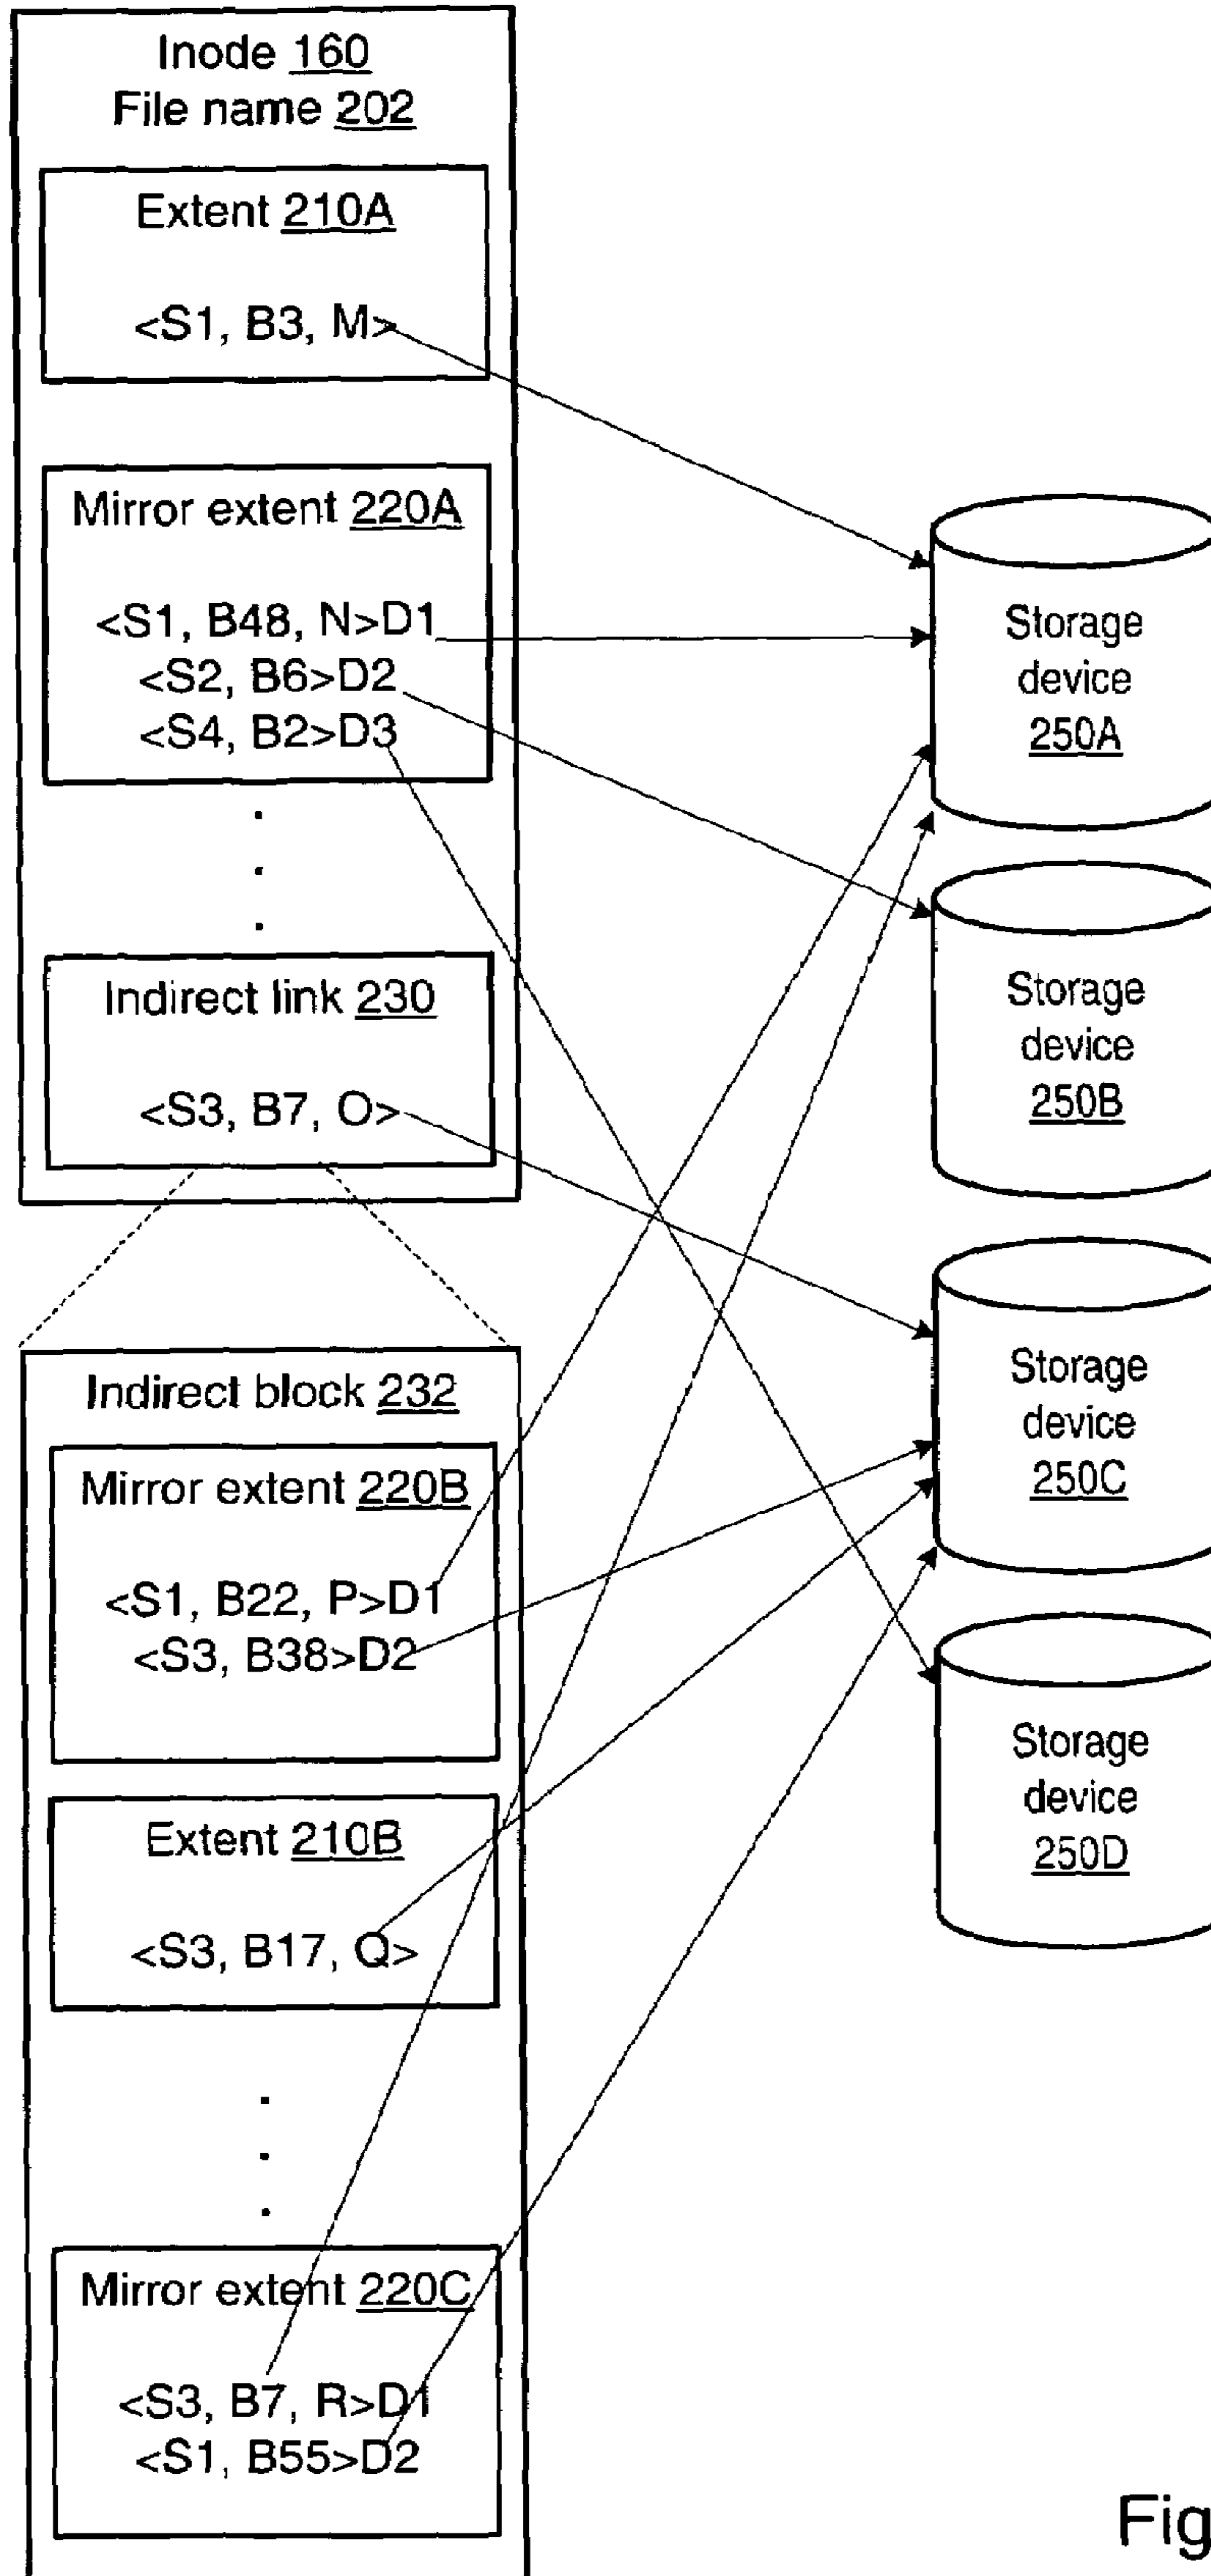 Inode 160
File name 202
Extent 210A
<S1, B3, M>
Mirror extent 220A
<S1, B48, N>D1
<S2, B6>D2
<S4, B2>D3
.
.
.
Indirect link 230
<S3, B7, O>
Indirect block 232
Mirror extent 220B
<S1, B22, P>D1
<S3, B38>D2
Extent 210B
<S3, B17, Q>
.
.
.
Mirror extent 220C
<S3, B7, R>D1
<S1, B55>D2
Storage
device
250A
Storage
device
250B
Storage
device
250C
Storage
device
250D
Fig